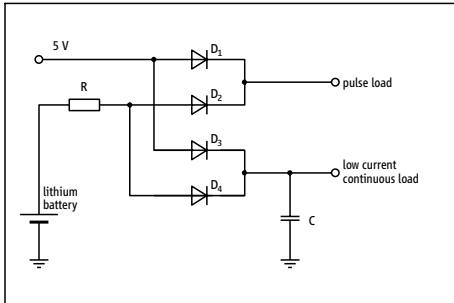 5 V
D1
pulse load
R
D2
D3
low current
continuous load
D4
lithium
battery
C